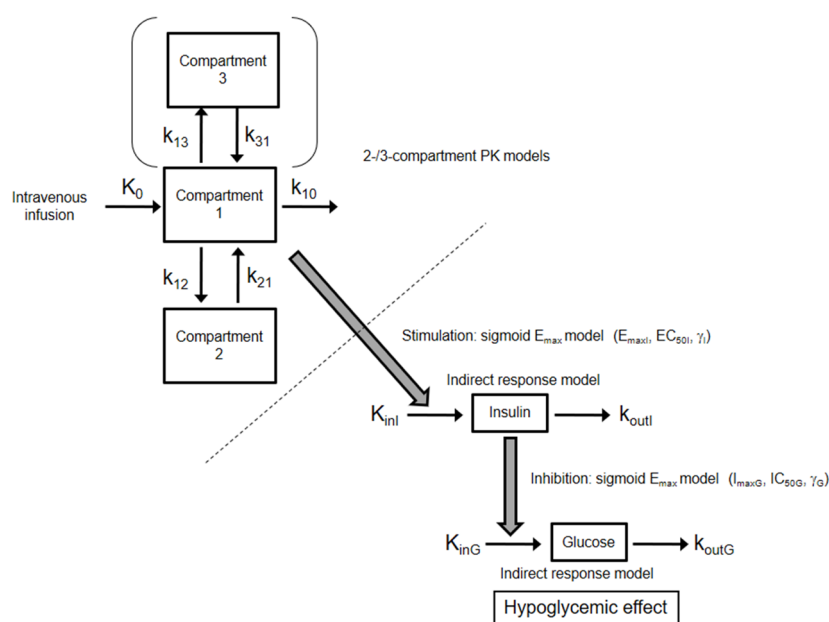 Compartment
3
k13
k31
2-/3-compartment PK models
Intravenous
infusion
K0
Compartment
1
k10
k12
k21
Compartment
2
Stimulation: sigmoid Emax model (EmaxI, EC50I, γI)
Indirect response model
KinI
Insulin
koutI
Inhibition: sigmoid Emax model (ImaxG, IC50G, γG)
KinG
Glucose
koutG
Indirect response model
Hypoglycemic effect